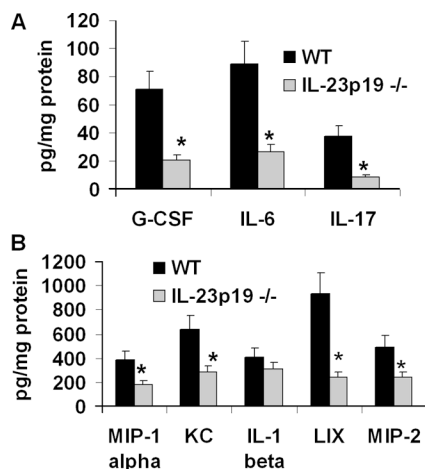 A
WT
IL-23p19 -/-
pg/mg protein
120
100
80
60
40
20
0
*
*
*
G-CSF IL-6 IL-17
B
WT
IL-23p19 -/-
pg/mg protein
1200
1000
800
600
400
200
0
*
*
*
*
MIP-1 alpha KC IL-1 beta LIX MIP-2